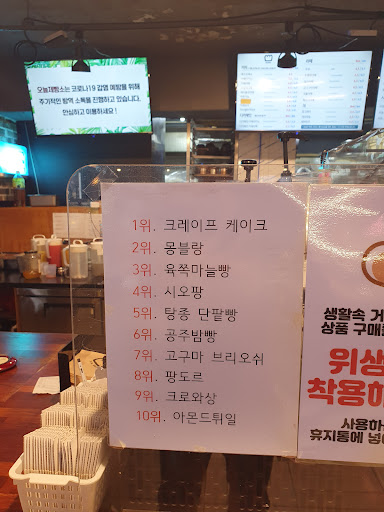 오늘제빵소는 코로나19 감염 예방을 위해
주기적인 방역 소독을 진행하고 있습니다.
안심하고 이용하세요!
1위. 크레이프 케이크
2위. 몽블랑
3위. 육쪽마늘빵
4위. 시오팡
5위. 탕종 단팥빵
6위. 공주밤빵
7위. 고구마 브리오쉬
8위. 팡도르
9위. 크로와상
10위. 아몬드튀일
생활속 거
상품 구매
위생
착용하
사용하
휴지통에 넣